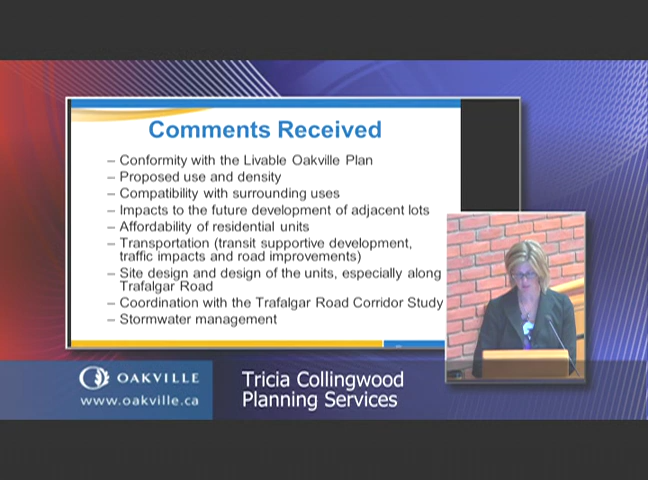 Comments Received
– Conformity with the Livable Oakville Plan
– Proposed use and density
– Compatibility with surrounding uses
– Impacts to the future development of adjacent lots
– Affordability of residential units
– Transportation (transit supportive development,
traffic impacts and road improvements)
– Site design and design of the units, especially along
Trafalgar Road
– Coordination with the Trafalgar Road Corridor Study
– Stormwater management
OAKVILLE
www.oakville.ca
Tricia Collingwood
Planning Services